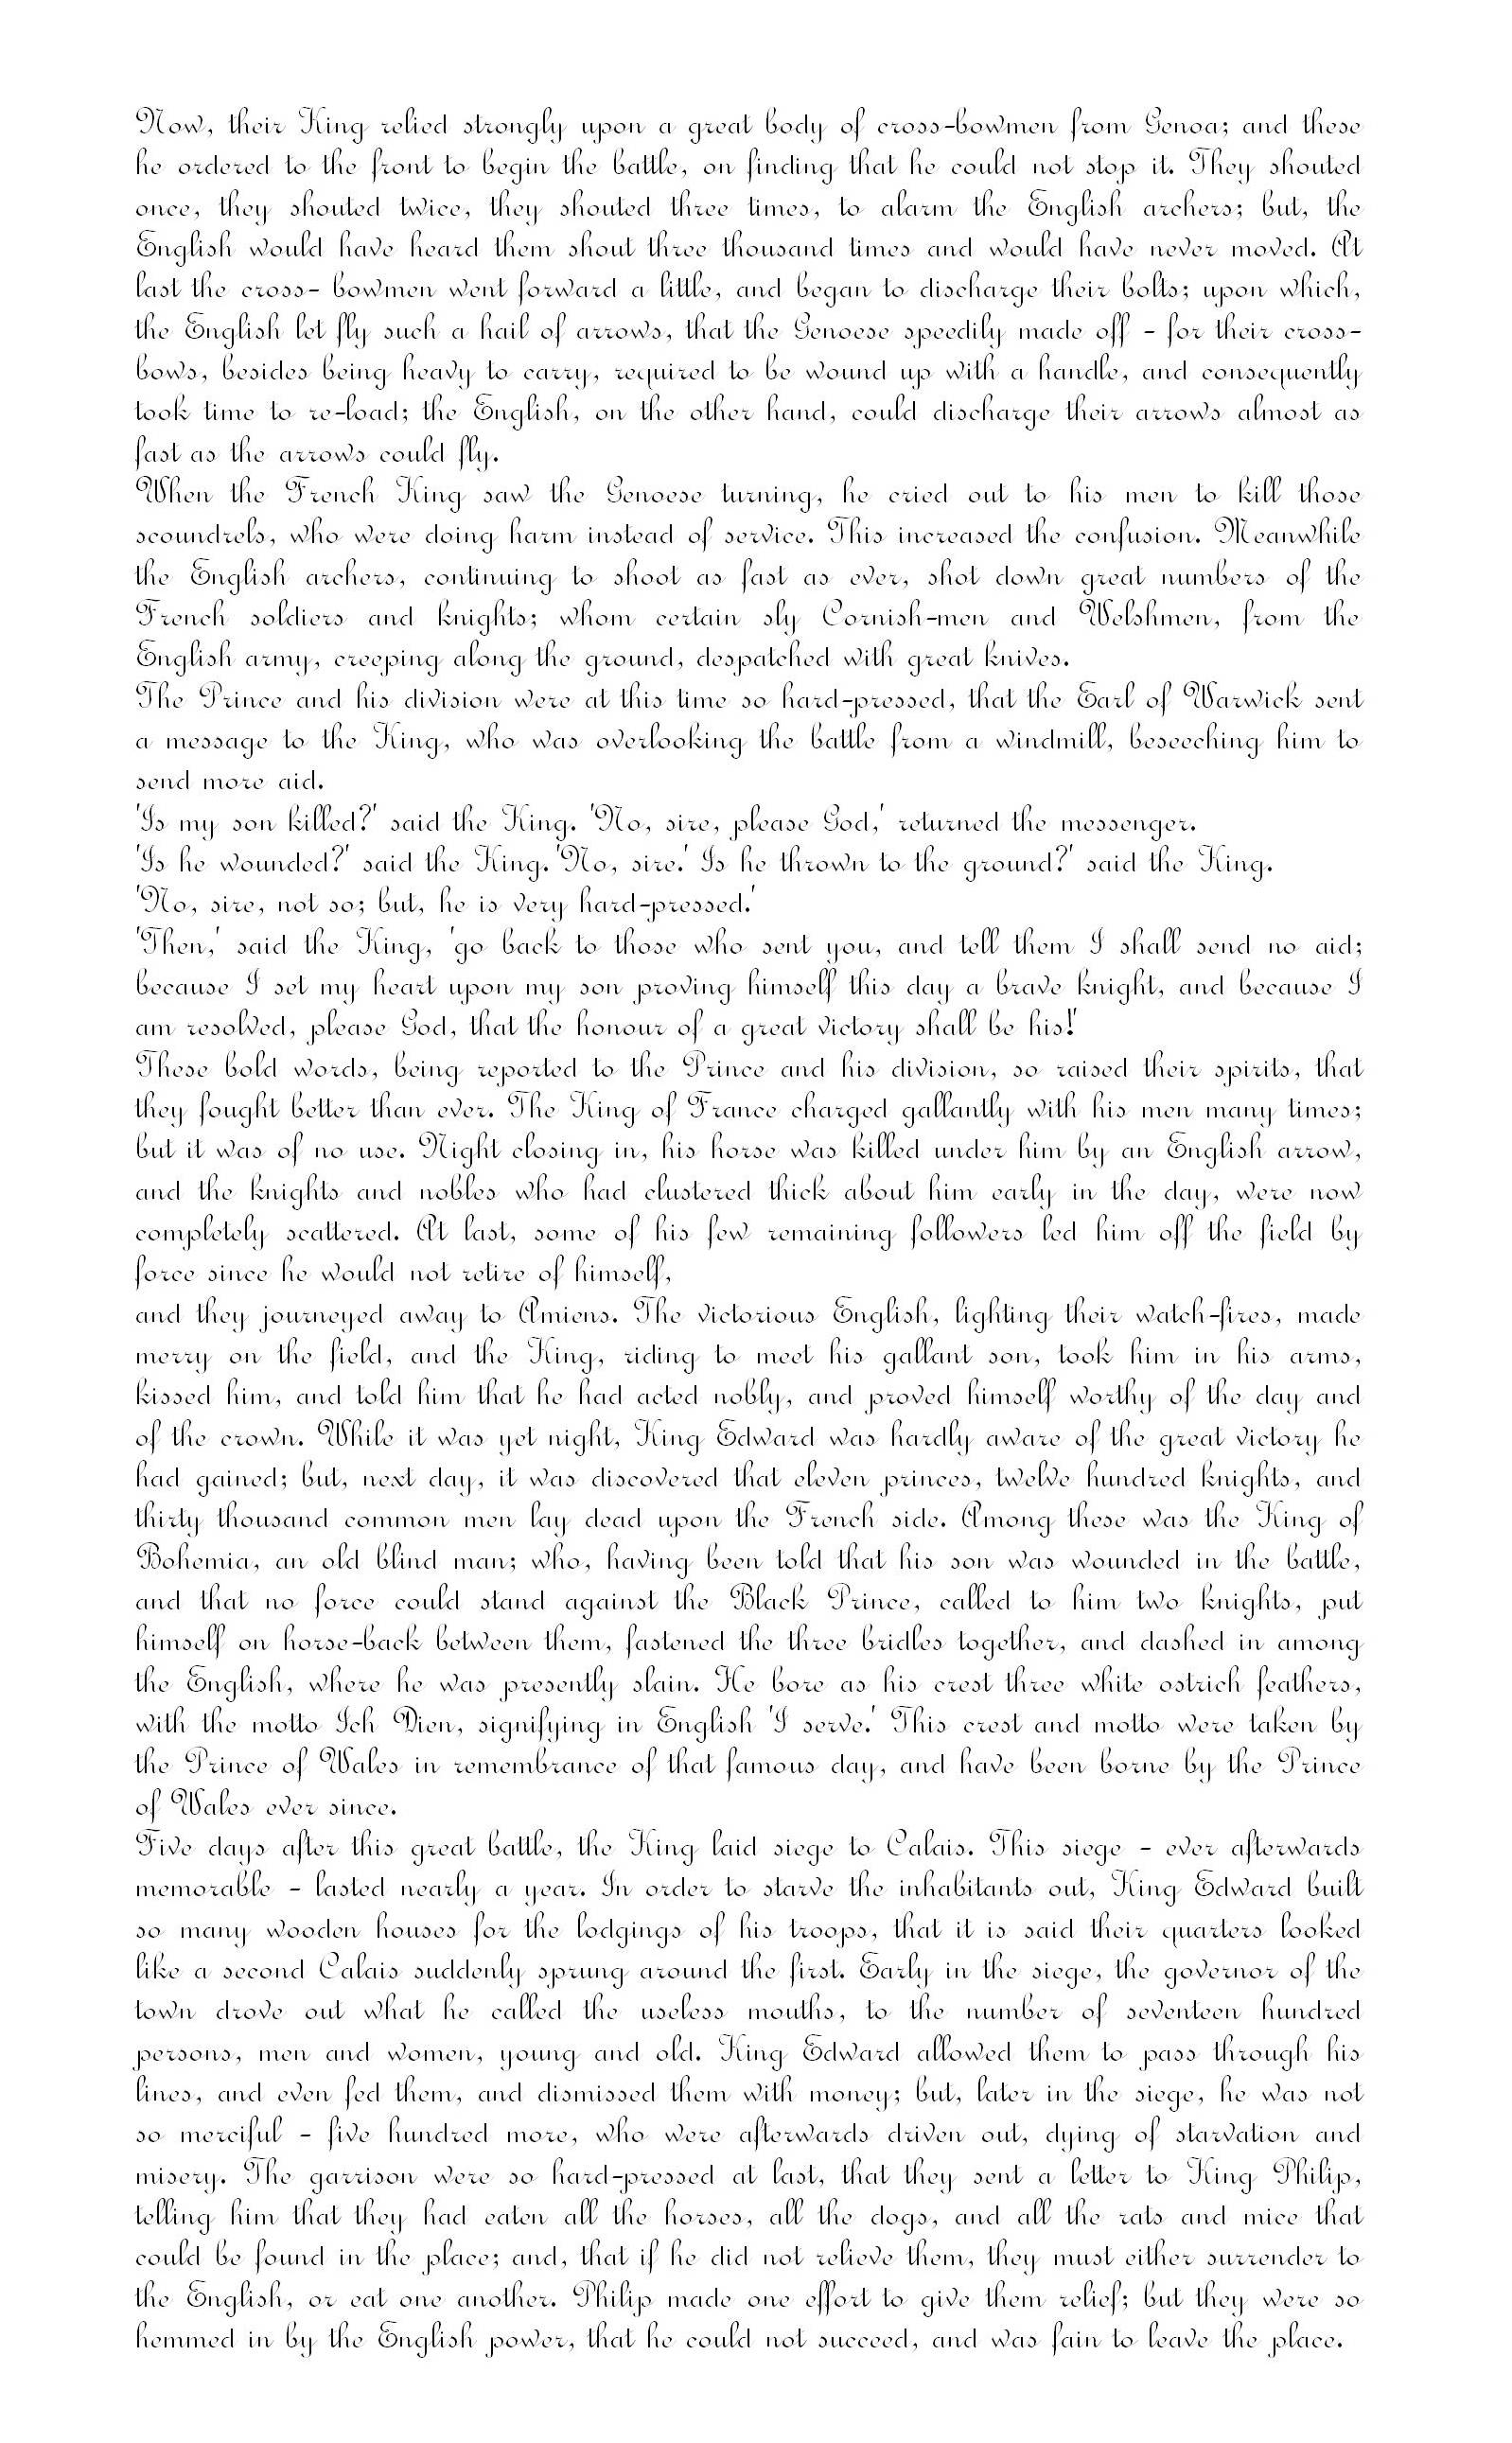 Now, their King relied strongly upon a great body of cross-bowmen from Genoa; and these
he ordered to the front to begin the battle, on finding that he could not stop it. They shouted
once, they shouted twice, they shouted three times, to alarm the English archers; but, the
English would have heard them shout three thousand times and would have never moved. At
last the cross- bowmen went forward a little, and began to discharge their bolts; upon which,
the English let fly such a hail of arrows, that the Genoese speedily made off - for their cross-
bows, besides being heavy to carry, required to be wound up with a handle, and consequently
took time to re-load; the English, on the other hand, could discharge their arrows almost as
fast as the arrows could fly.
When the French King saw the Genoese turning, he cried out to his men to kill those
scoundrels, who were doing harm instead of service. This increased the confusion. Meanwhile
the English archers, continuing to shoot as fast as ever, shot down great numbers of the
French soldiers and knights; whom certain sly Cornish-men and Welshmen, from the
English army, creeping along the ground, despatched with great knives.
The Prince and his division were at this time so hard-pressed, that the Earl of Warwick sent
a message to the King, who was overlooking the battle from a windmill, beseeching him to
send more aid.
'Is my son killed?' said the King. 'No, sire, please God,' returned the messenger.
'Is he wounded?' said the King. 'No, sire.' Is he thrown to the ground?' said the King.
'No, sire, not so; but, he is very hard-pressed.'
'Then,' said the King, 'go back to those who sent you, and tell them I shall send no aid;
because I set my heart upon my son proving himself this day a brave knight, and because I
am resolved, please God, that the honour of a great victory shall be his!'
These bold words, being reported to the Prince and his division, so raised their spirits, that
they fought better than ever. The King of France charged gallantly with his men many times;
but it was of no use. Night closing in, his horse was killed under him by an English arrow,
and the knights and nobles who had clustered thick about him early in the day, were now
completely scattered. At last, some of his few remaining followers led him off the field by
force since he would not retire of himself,
and they journeyed away to Amiens. The victorious English, lighting their watch-fires, made
merry on the field, and the King, riding to meet his gallant son, took him in his arms,
kissed him, and told him that he had acted nobly, and proved himself worthy of the day and
of the crown. While it was yet night, King Edward was hardly aware of the great victory he
had gained; but, next day, it was discovered that eleven princes, twelve hundred knights, and
thirty thousand common men lay dead upon the French side. Among these was the King of
Bohemia, an old blind man; who, having been told that his son was wounded in the battle,
and that no force could stand against the Black Prince, called to him two knights, put
himself on horse-back between them, fastened the three bridles together, and dashed in among
the English, where he was presently slain. He bore as his crest three white ostrich feathers,
with the motto Ich Dien, signifying in English 'I serve.' This crest and motto were taken by
the Prince of Wales in remembrance of that famous day, and have been borne by the Prince
of Wales ever since.
Five days after this great battle, the King laid siege to Calais. This siege - ever afterwards
memorable - lasted nearly a year. In order to starve the inhabitants out, King Edward built
so many wooden houses for the lodgings of his troops, that it is said their quarters looked
like a second Calais suddenly sprung around the first. Early in the siege, the governor of the
town drove out what he called the useless mouths, to the number of seventeen hundred
persons, men and women, young and old. King Edward allowed them to pass through his
lines, and even fed them, and dismissed them with money; but, later in the siege, he was not
so merciful - five hundred more, who were afterwards driven out, dying of starvation and
misery. The garrison were so hard-pressed at last, that they sent a letter to King Philip,
telling him that they had eaten all the horses, all the dogs, and all the rats and mice that
could be found in the place; and, that if he did not relieve them, they must either surrender to
the English, or eat one another. Philip made one effort to give them relief; but they were so
hemmed in by the English power, that he could not succeed, and was fain to leave the place.